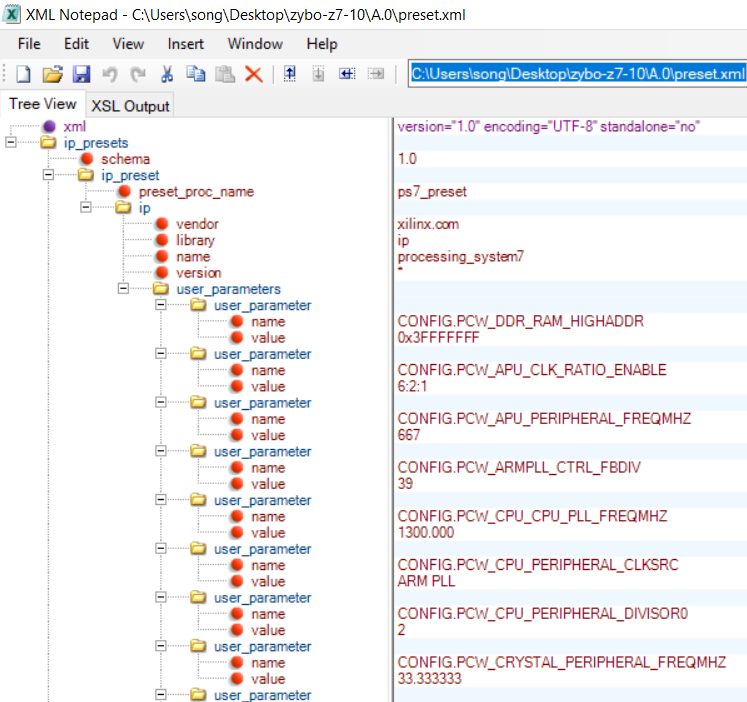 XML Notepad - C:\Users\song\Desktop\zybo-z7-10\A.0\preset.xml
File Edit View Insert Window Help
C:\Users\song\Desktop\zybo-z7-10\A.0\preset.xml
Tree View XSL Output
xml version="1.0" encoding="UTF-8" standalone="no"
ip_presets
schema 1.0
ip_preset
preset_proc_name ps7_preset
ip
vendor xilinx.com
library ip
name processing_system7
version *
user_parameters
user_parameter
name CONFIG.PCW_DDR_RAM_HIGHADDR
value 0x3FFFFFFF
user_parameter
name CONFIG.PCW_APU_CLK_RATIO_ENABLE
value 6:2:1
user_parameter
name CONFIG.PCW_APU_PERIPHERAL_FREQMHZ
value 667
user_parameter
name CONFIG.PCW_ARMPLL_CTRL_FBDIV
value 39
user_parameter
name CONFIG.PCW_CPU_CPU_PLL_FREQMHZ
value 1300.000
user_parameter
name CONFIG.PCW_CPU_PERIPHERAL_CLKSRC
value ARM PLL
user_parameter
name CONFIG.PCW_CPU_PERIPHERAL_DIVISOR0
value 2
user_parameter
name CONFIG.PCW_CRYSTAL_PERIPHERAL_FREQMHZ
value 33.333333
user_parameter